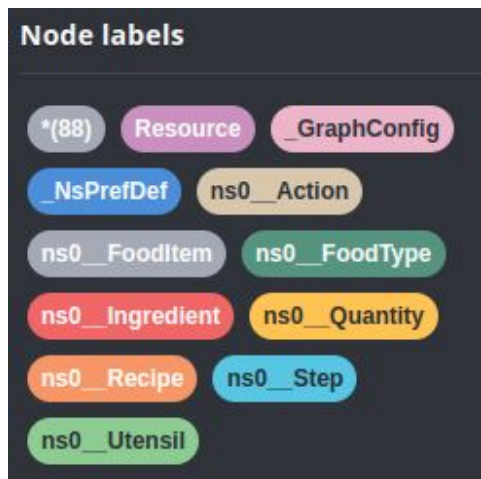 Node labels
*(88) Resource _GraphConfig
_NsPrefDef ns0__Action
ns0__FoodItem ns0__FoodType
ns0__Ingredient ns0__Quantity
ns0__Recipe ns0__Step
ns0__Utensil